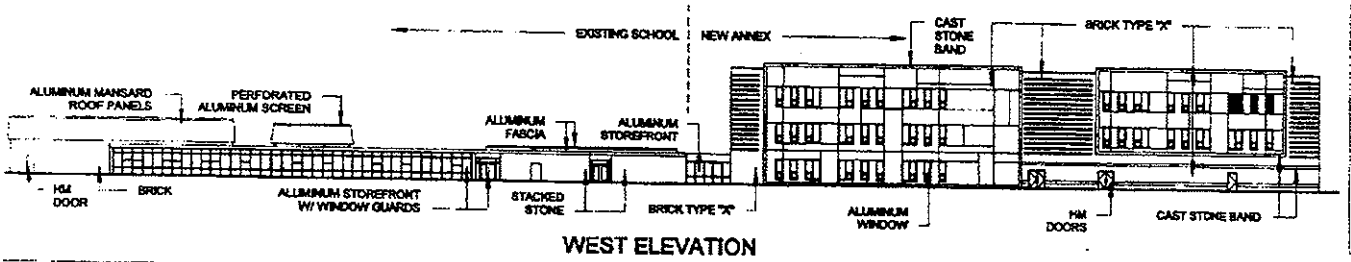 EXISTING SCHOOL
NEW ANNEX
CAST
STONE
BAND
BRICK TYPE "X"
ALUMINUM MANSARD
ROOF PANELS
PERFORATED
ALUMINUM SCREEN
ALUMINUM
FASCIA
ALUMINUM
STOREFRONT
HM
DOOR
BRICK
ALUMINUM STOREFRONT
W/ WINDOW GUARDS
STACKED
STONE
BRICK TYPE "X"
ALUMINUM
WINDOW
HM
DOORS
CAST STONE BAND
WEST ELEVATION